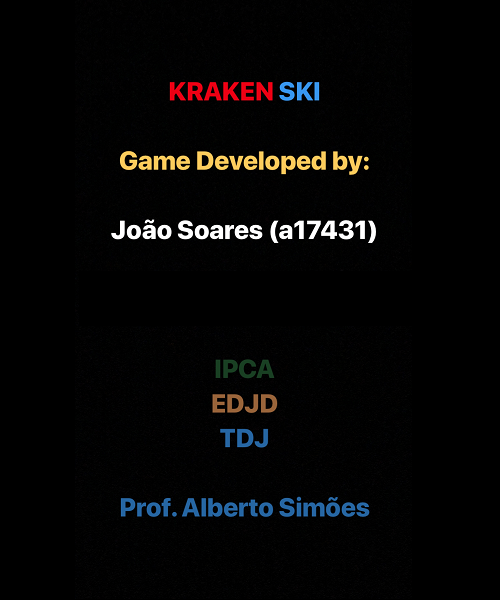 KRAKEN SKI
Game Developed by:
João Soares (a17431)
IPCA
EDJD
TDJ
Prof. Alberto Simões